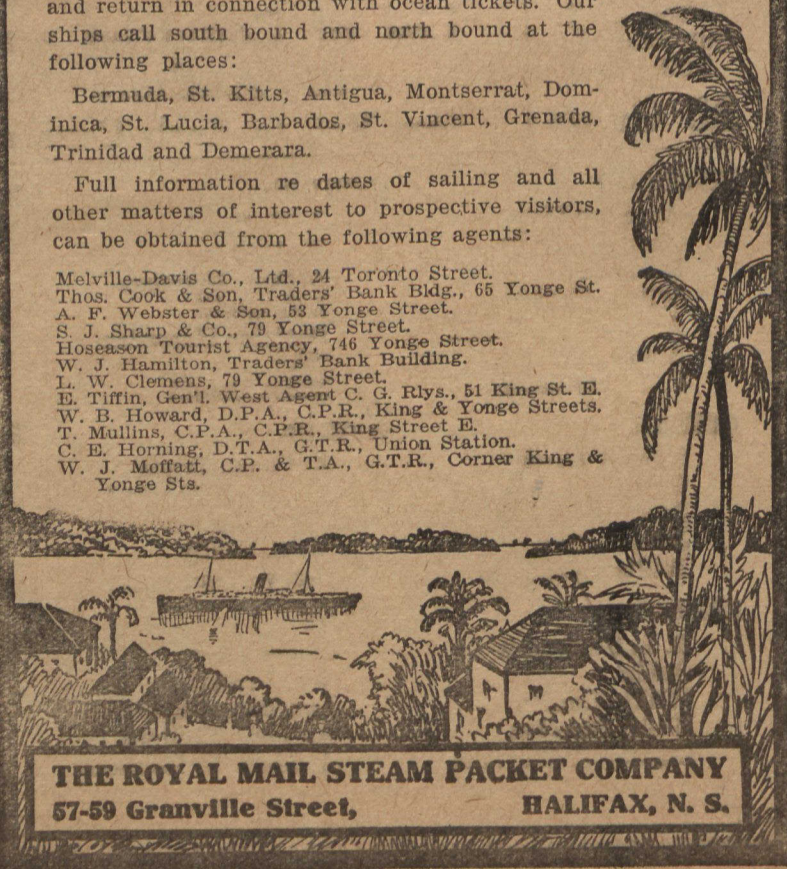 and return in connection with ocean tickets. Our
ships call south bound and north bound at the
following places:
Bermuda, St. Kitts, Antigua, Montserrat, Dom-
inica, St. Lucia, Barbados, St. Vincent, Grenada,
Trinidad and Demerara.
Full information re dates of sailing and all
other matters of interest to prospective visitors,
can be obtained from the following agents:
Melville-Davis Co., Ltd., 24 Toronto Street.
Thos. Cook & Son, Traders' Bank Bldg., 65 Yonge St.
A. F. Webster & Son, 53 Yonge Street.
S. J. Sharp & Co., 79 Yonge Street.
Hoseason Tourist Agency, 746 Yonge Street.
W. J. Hamilton, Traders' Bank Building.
L. W. Clemens, 79 Yonge Street.
E. Tiffin, Gen'l. West Agent C. G. Rlys., 51 King St. E.
W. B. Howard, D.P.A., C.P.R., King & Yonge Streets.
T. Mullins, C.P.A., C.P.R., King Street E.
C. E. Horning, D.T.A., G.T.R., Union Station.
W. J. Moffatt, C.P. & T.A., G.T.R., Corner King &
Yonge Sts.
THE ROYAL MAIL STEAM PACKET COMPANY
57-59 Granville Street, HALIFAX, N. S.